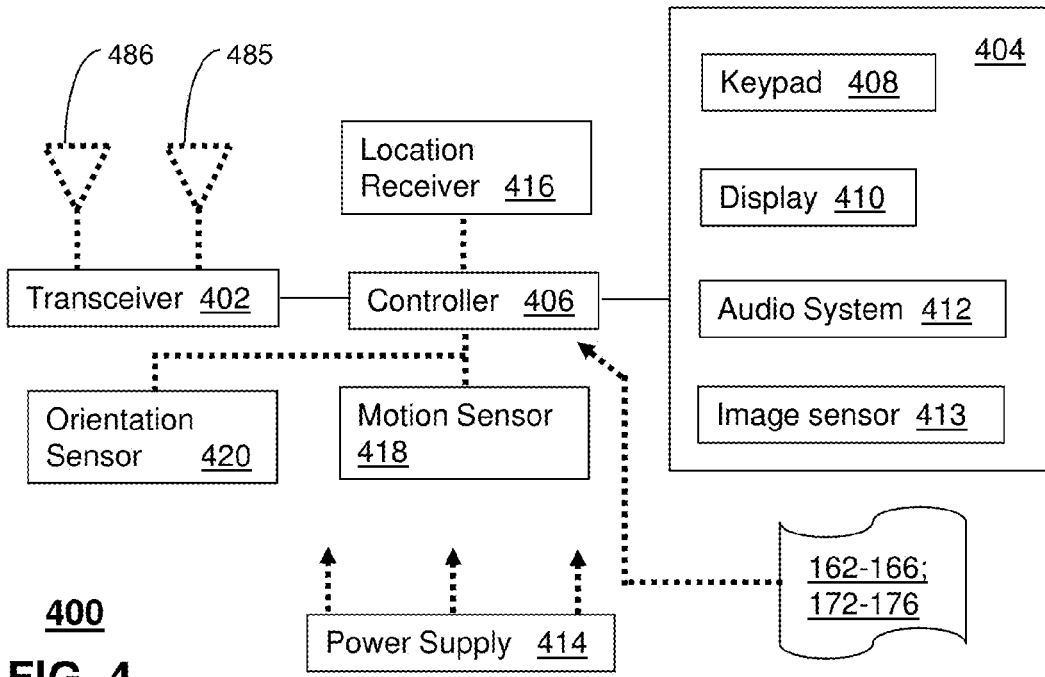 486
485
404
Keypad 408
Location
Receiver 416
Display 410
Transceiver 402
Controller 406
Audio System 412
Orientation
Sensor 420
Motion Sensor
418
Image sensor 413
162-166;
172-176
400
Power Supply 414
FIG. 4